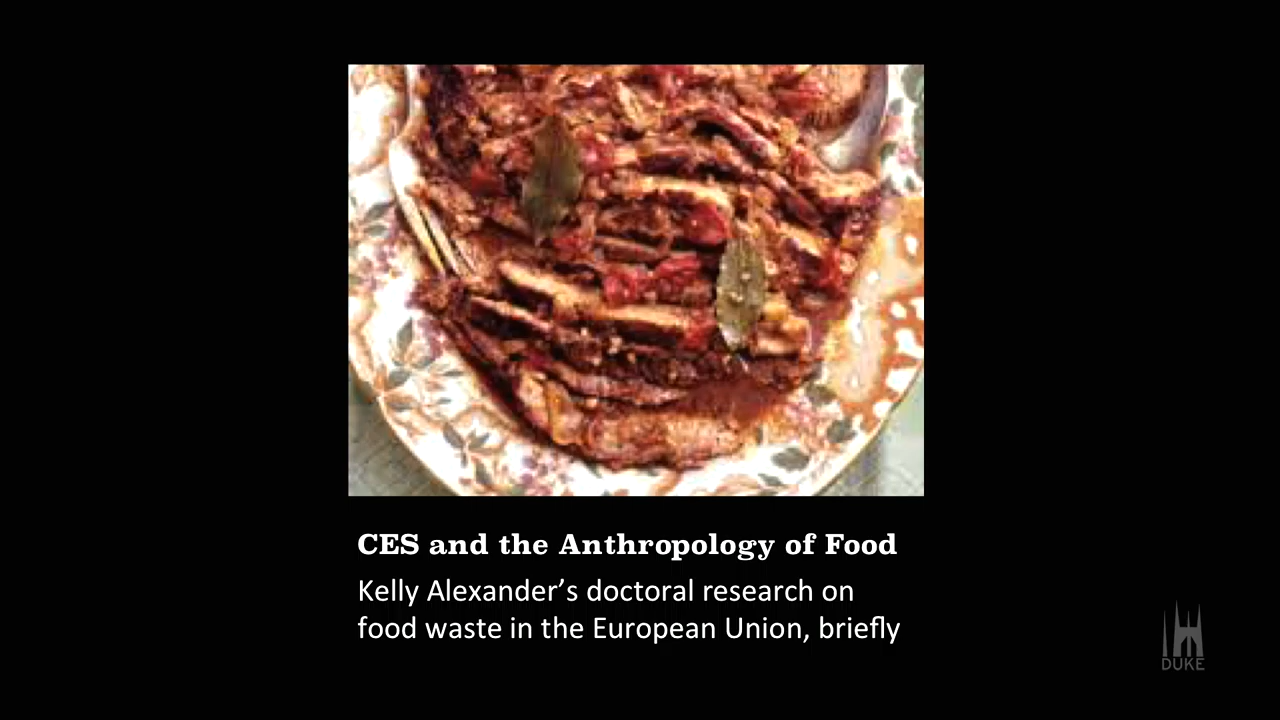 CES and the Anthropology of Food
Kelly Alexander’s doctoral research on
food waste in the European Union, briefly
DUKE